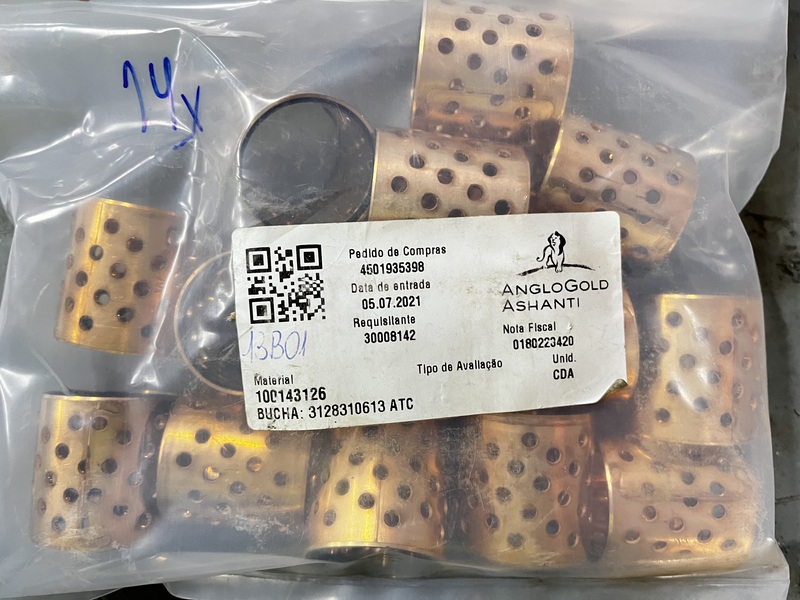 14x
Pedido de Compras
4501935398
Data de entrada
05.07.2021
Requisitante
30008142
ANGLOGOLD
ASHANTI
Nota Fiscal
0180223420
Tipo de Avaliação
Unid.
CDA
13B01
Material
100143126
BUCHA: 3128310613 ATC